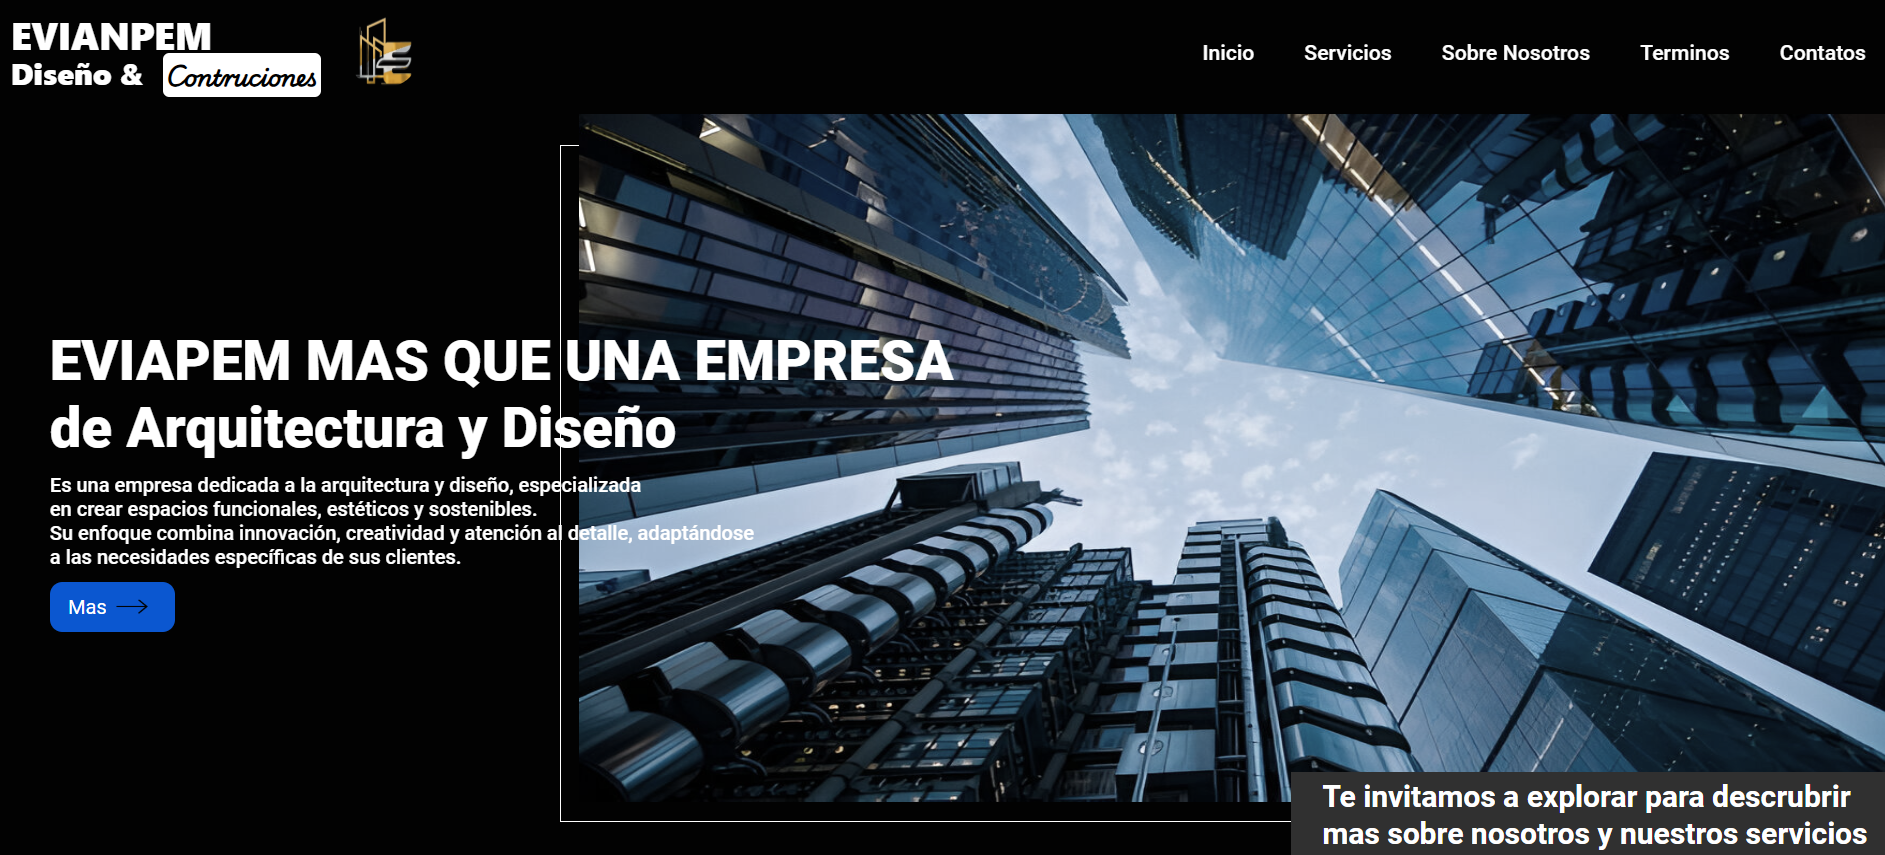 EVIANPEM
Diseño & Contruciones
Inicio Servicios Sobre Nosotros Terminos Contatos
EVIAPEM MAS QUE UNA EMPRESA
de Arquitectura y Diseño
Es una empresa dedicada a la arquitectura y diseño, especializada
en crear espacios funcionales, estéticos y sostenibles.
Su enfoque combina innovación, creatividad y atención al detalle, adaptándose
a las necesidades específicas de sus clientes.
Mas
Te invitamos a explorar para descrubrir
mas sobre nosotros y nuestros servicios